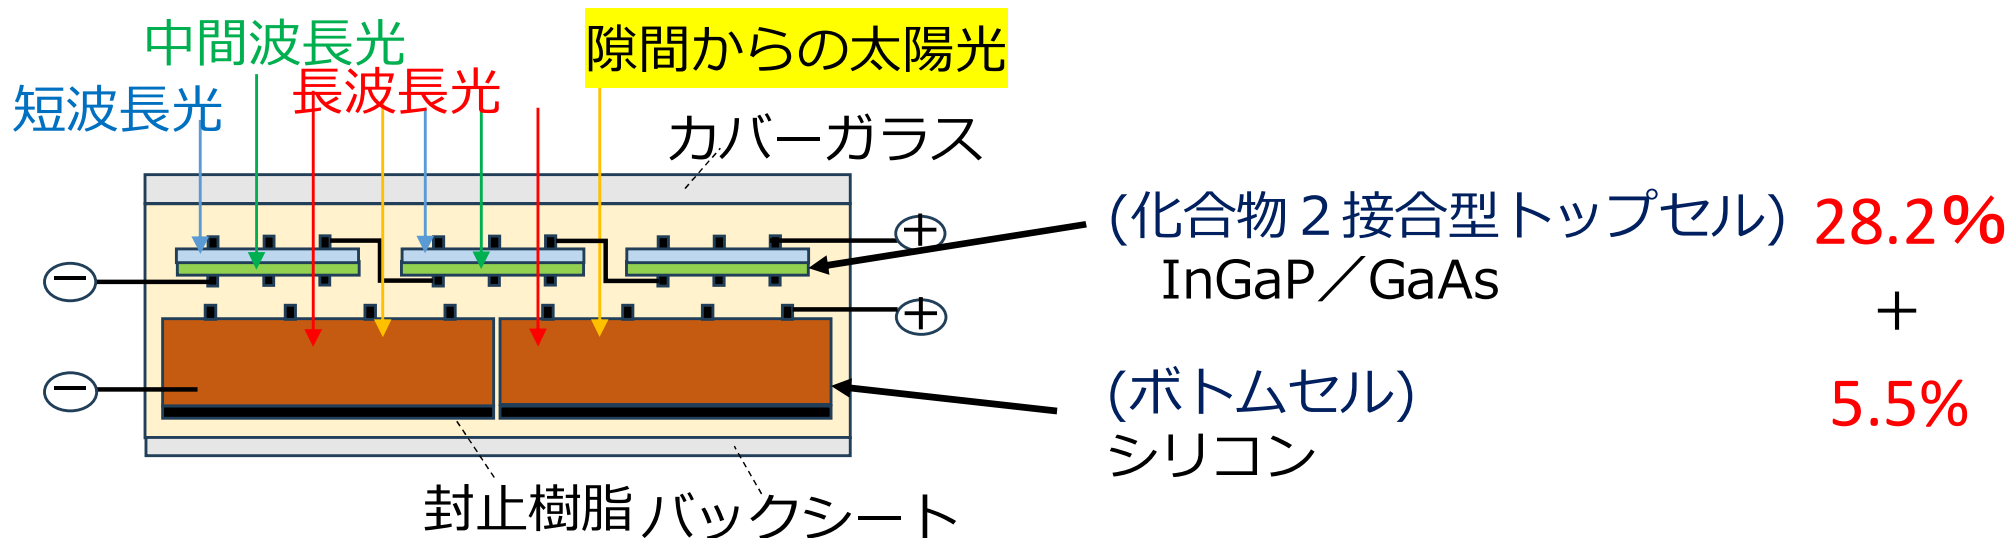 中間波長光
隙間からの太陽光
長波長光
短波長光
カバーガラス
(化合物２接合型トップセル) 28.2%
＋
InGaP／GaAs
－
＋
＋
－
(ボトムセル) 5.5%
シリコン
封止樹脂
バックシート